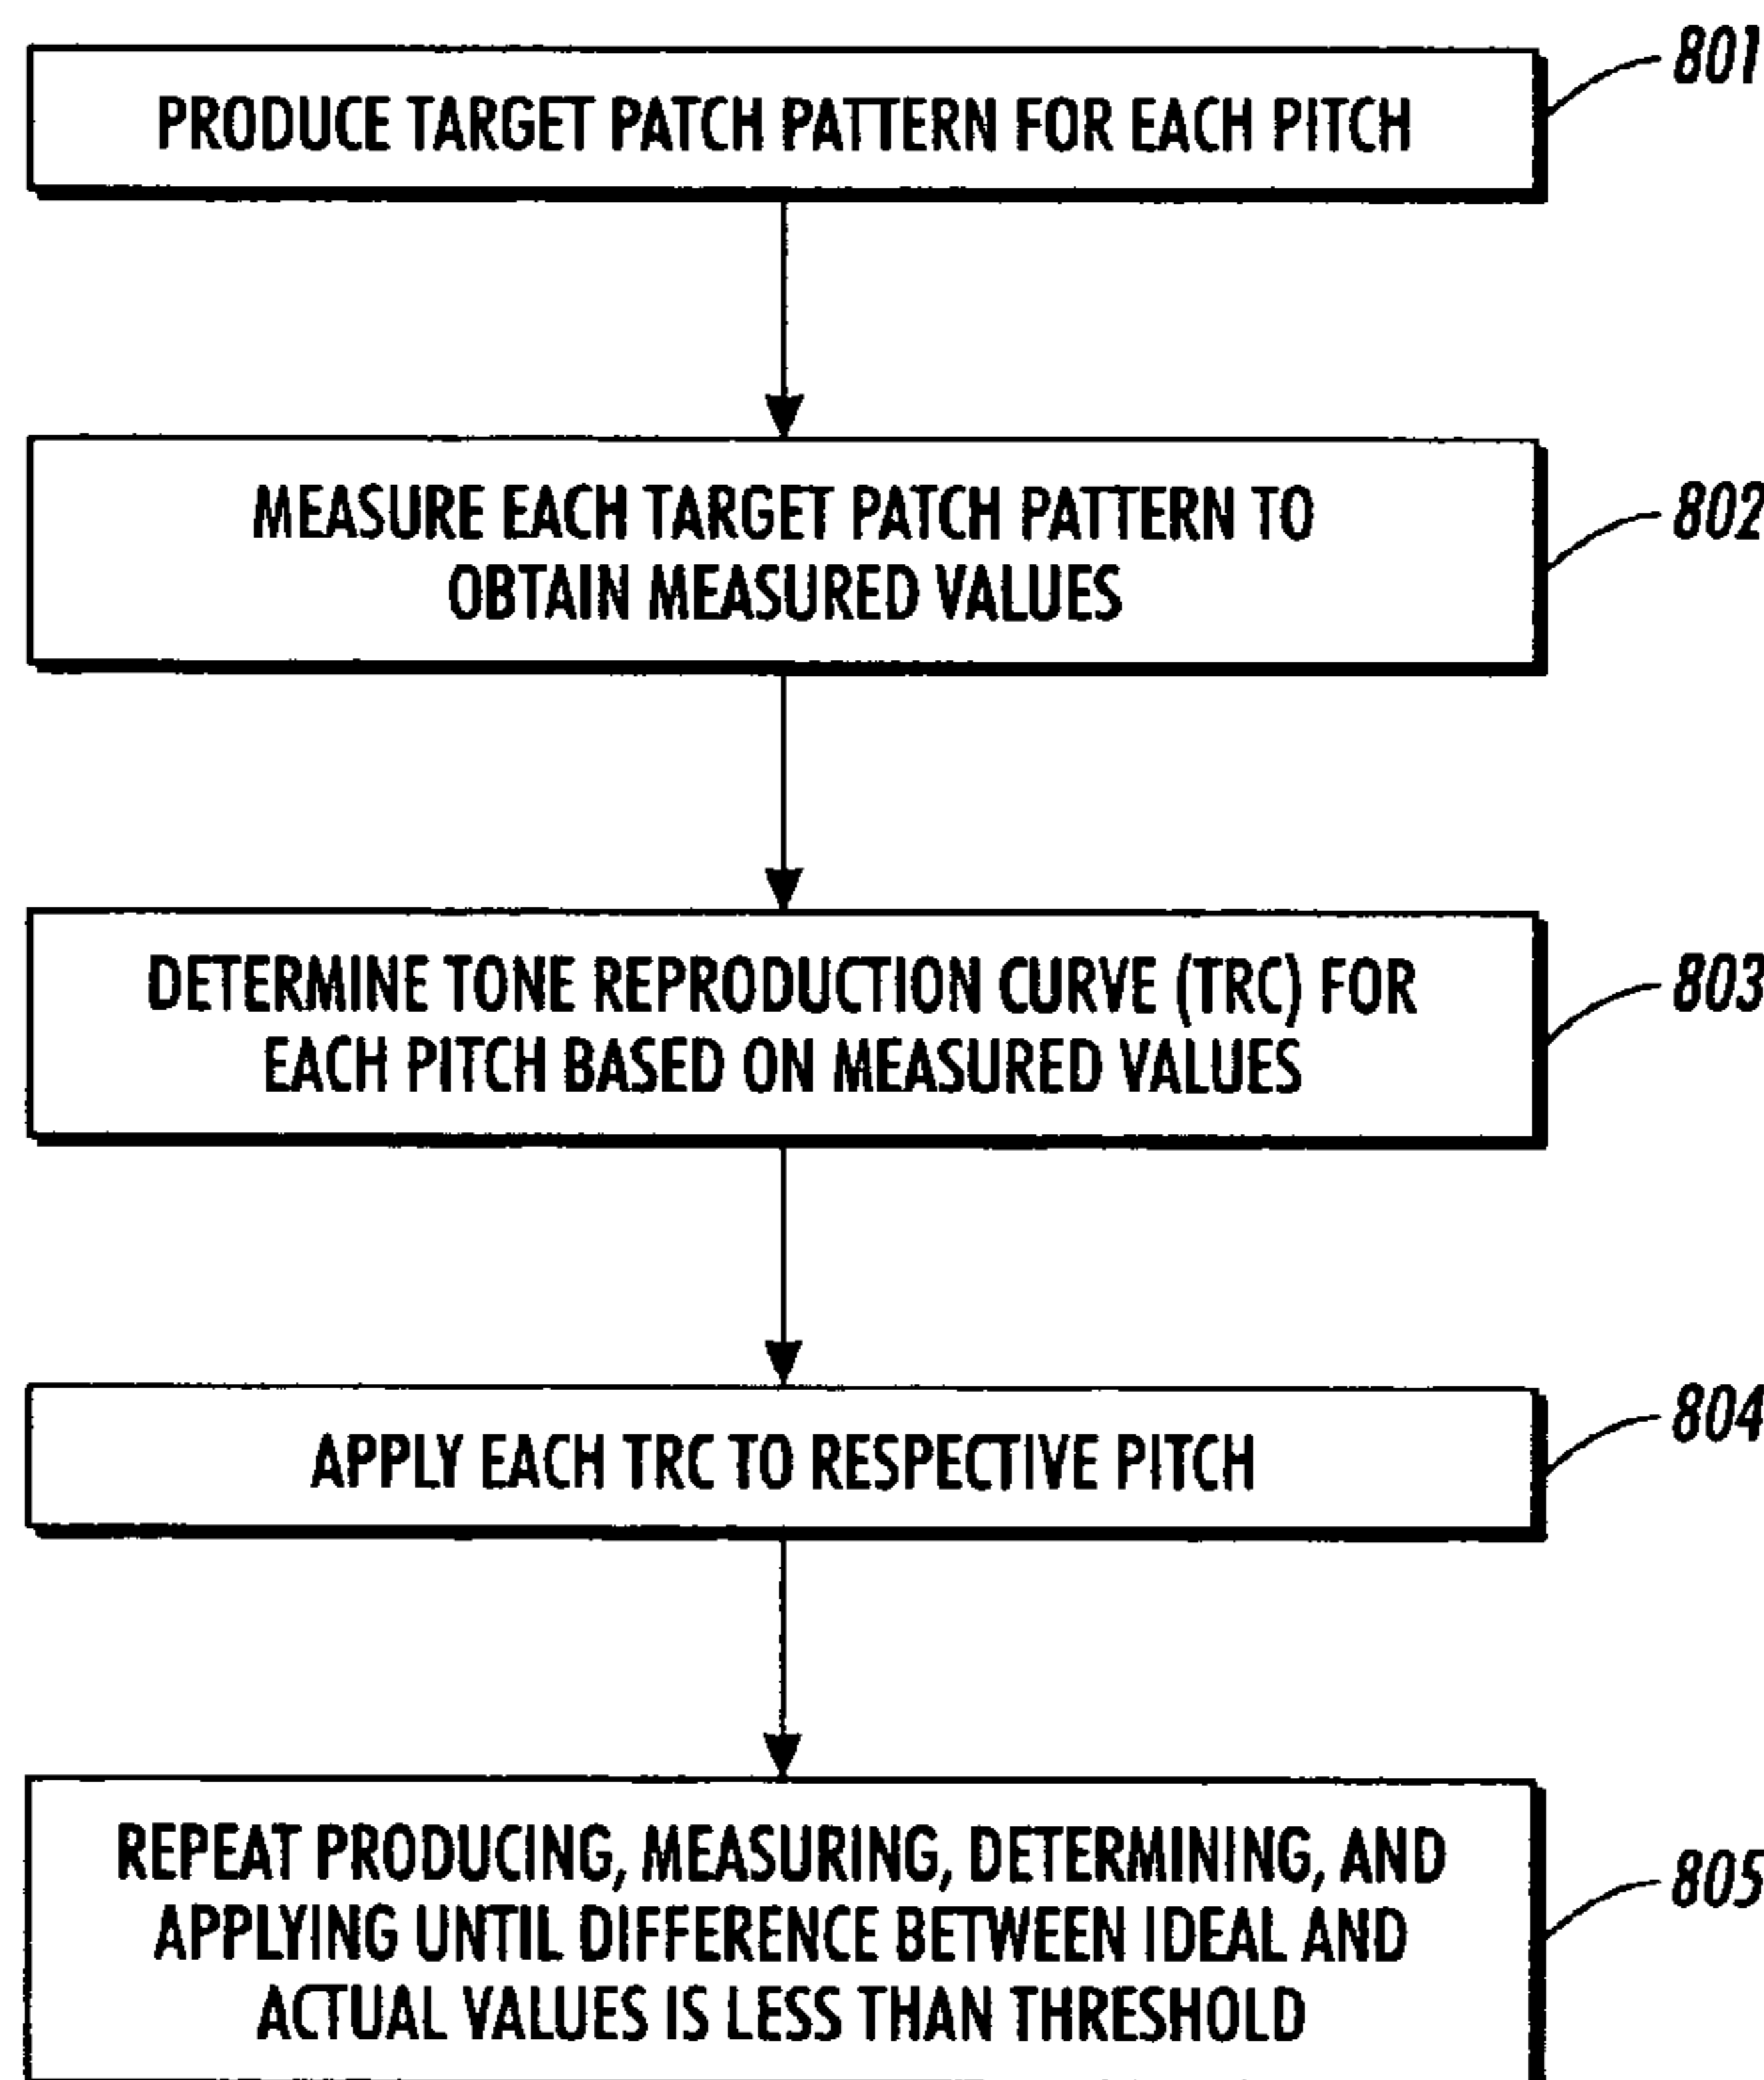 PRODUCE TARGET PATCH PATTERN FOR EACH PITCH
801
MEASURE EACH TARGET PATCH PATTERN TO
OBTAIN MEASURED VALUES
802
DETERMINE TONE REPRODUCTION CURVE (TRC) FOR
EACH PITCH BASED ON MEASURED VALUES
803
APPLY EACH TRC TO RESPECTIVE PITCH
804
REPEAT PRODUCING, MEASURING, DETERMINING, AND
APPLYING UNTIL DIFFERENCE BETWEEN IDEAL AND
ACTUAL VALUES IS LESS THAN THRESHOLD
805